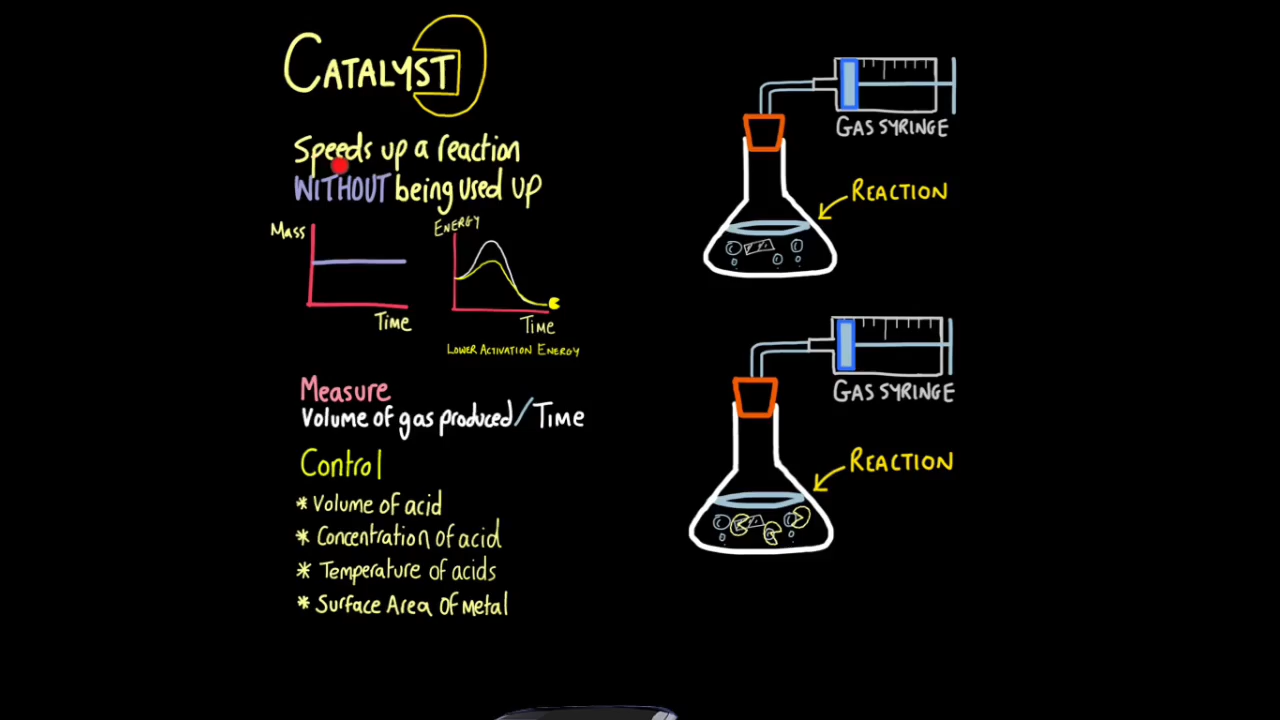 CATALYST
Speeds up a reaction
WITHOUT being used up
MASS
TIME
ENERGY
TIME
LOWER ACTIVATION ENERGY
Measure
Volume of gas produced/TIME
Control
* Volume of acid
* Concentration of acid
* Temperature of acids
* Surface Area of Metal
GAS SYRINGE
REACTION
GAS SYRINGE
REACTION